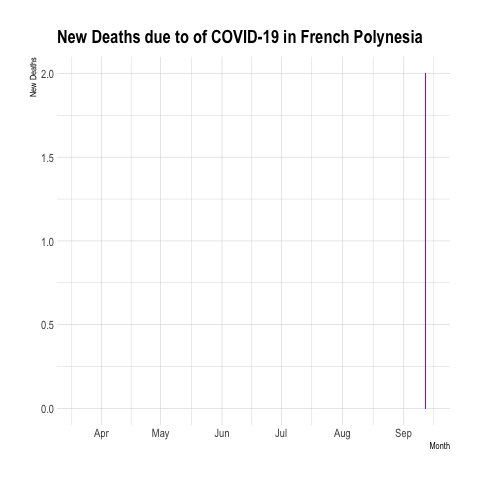 New Deaths due to of COVID-19 in French Polynesia
New Deaths
2.0
1.5
1.0
0.5
0.0
Apr May Jun Jul Aug Sep
Month